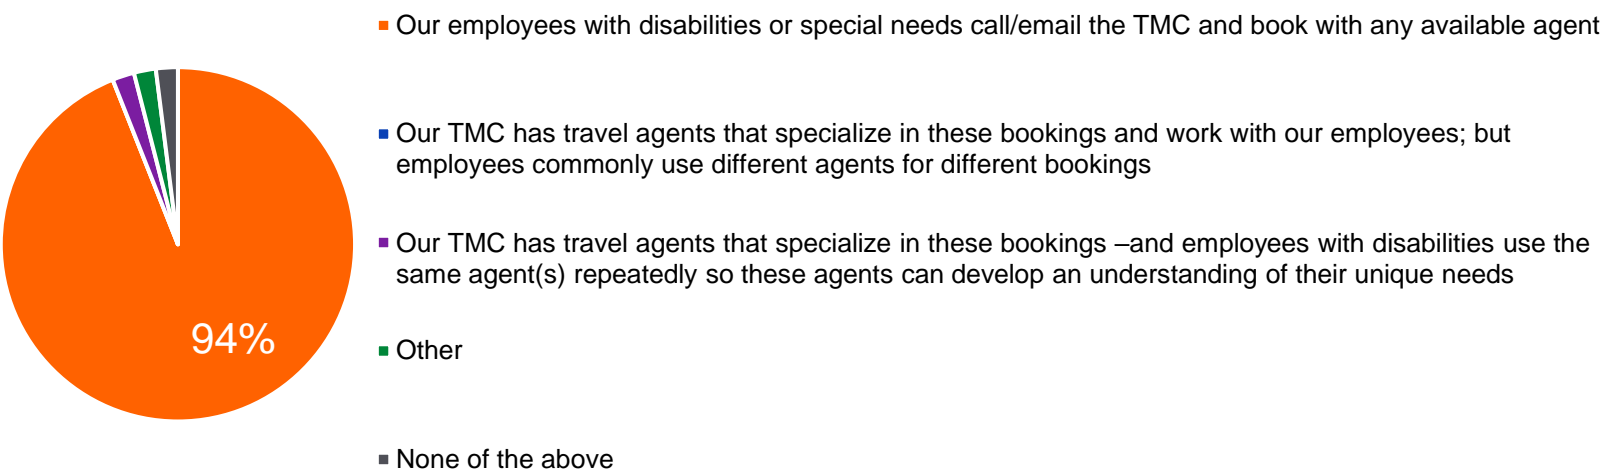 Our employees with disabilities or special needs call/email the TMC and book with any available agent
Our TMC has travel agents that specialize in these bookings and work with our employees; but
employees commonly use different agents for different bookings
Our TMC has travel agents that specialize in these bookings –and employees with disabilities use the
same agent(s) repeatedly so these agents can develop an understanding of their unique needs
94%
Other
None of the above